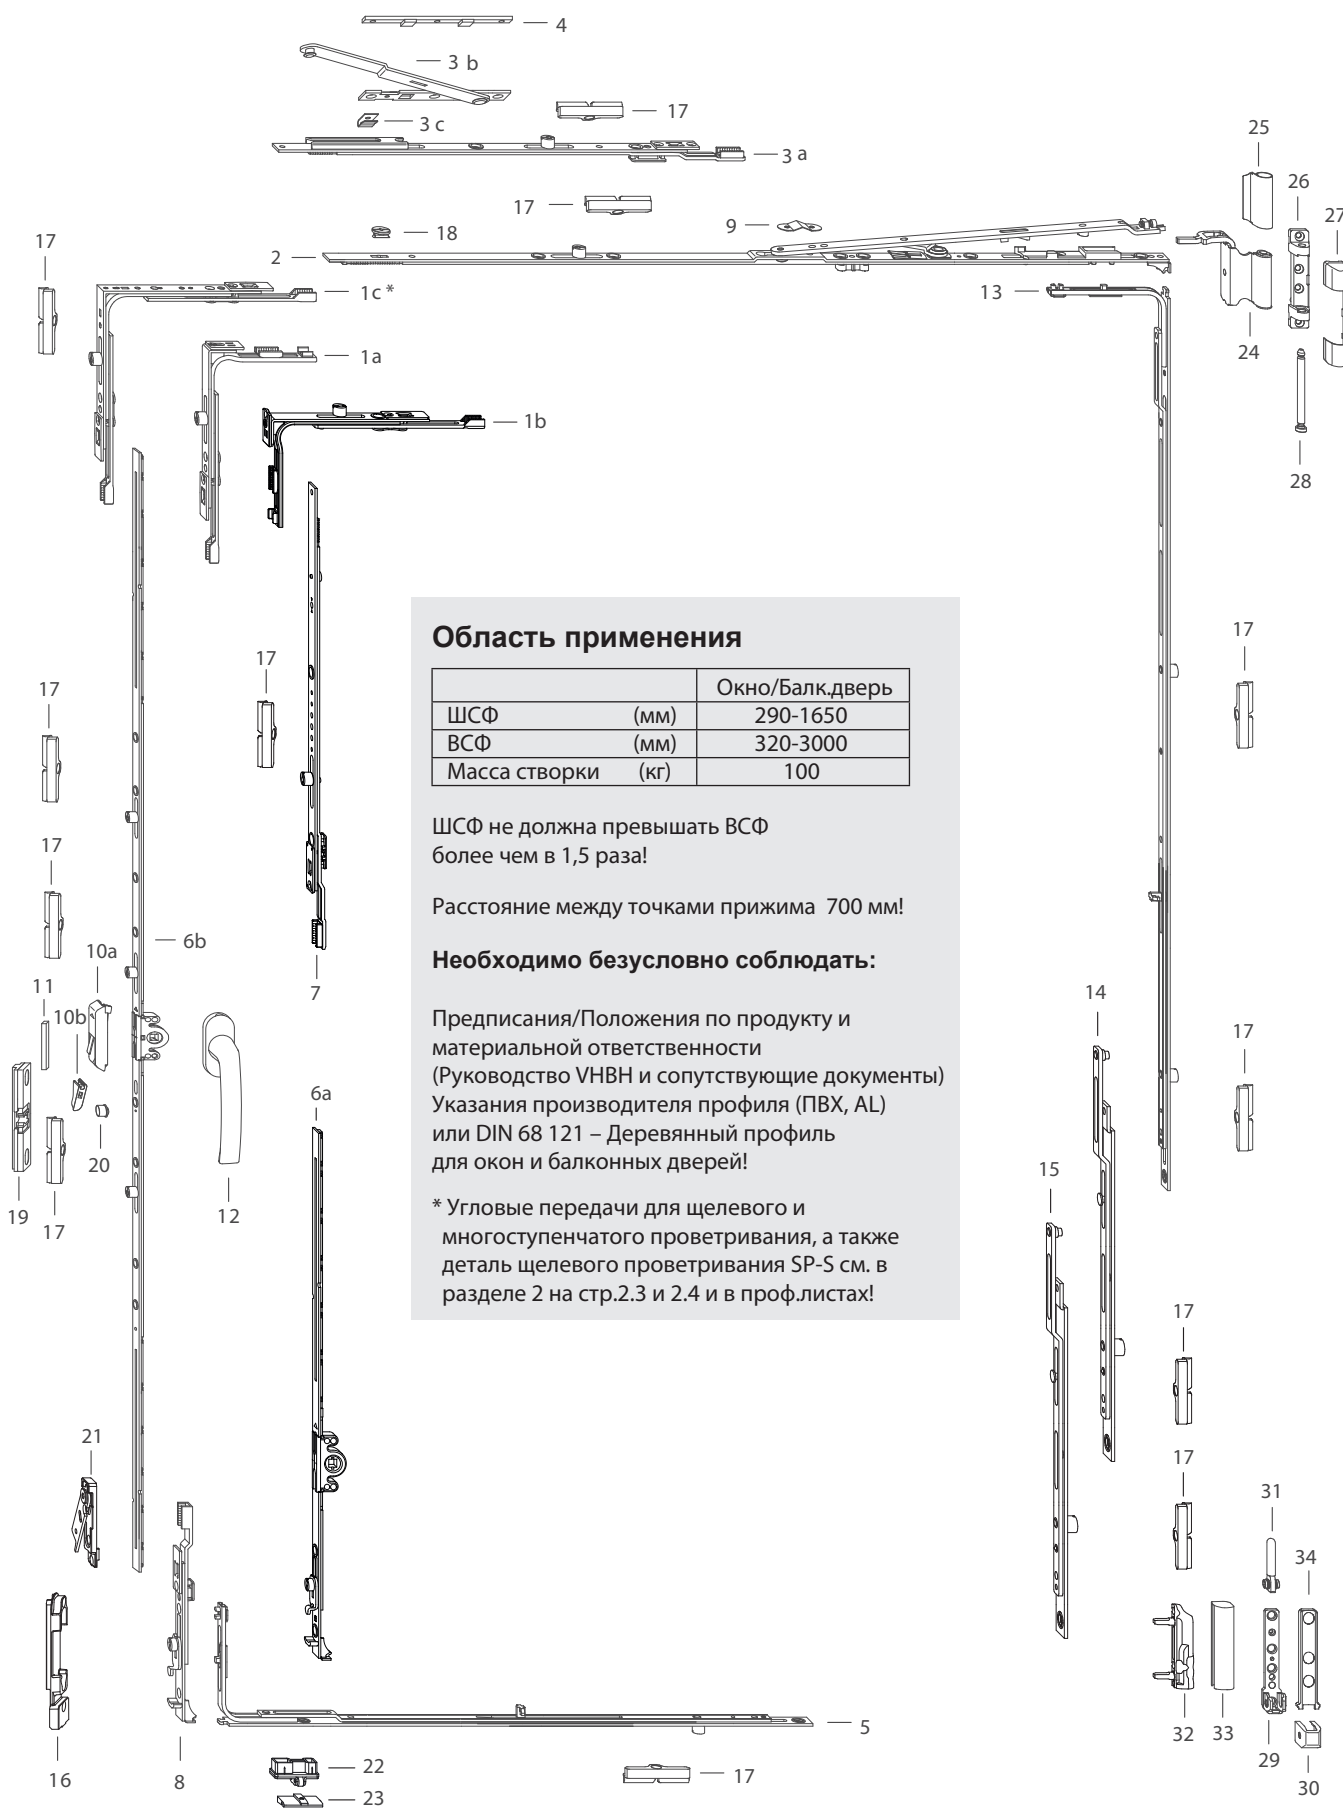 4
3 b
17
3 c
3 a
25
17
26
9
27
17
18
2
1c *
13
1a
24
1b
28
Область применения
Окно/Балк.дверь
ШСФ (мм) 290-1650
ВСФ (мм) 320-3000
Масса створки (кг) 100
ШСФ не должна превышать ВСФ
более чем в 1,5 раза!
Расстояние между точками прижима 700 мм!
Необходимо безусловно соблюдать:
Предписания/Положения по продукту и
материальной ответственности
(Руководство VHBH и сопутствующие документы)
Указания производителя профиля (ПВХ, AL)
или DIN 68 121 – Деревянный профиль
для окон и балконных дверей!
* Угловые передачи для щелевого и
многоступенчатого проветривания, а также
деталь щелевого проветривания SP-S см. в
разделе 2 на стр.2.3 и 2.4 и в проф.листах!
17
17
17
17
6b
10a
11
10b
7
14
17
6a
20
15
19
17
12
17
21
17
31
34
5
32
33
29
16
8
22
17
30
23